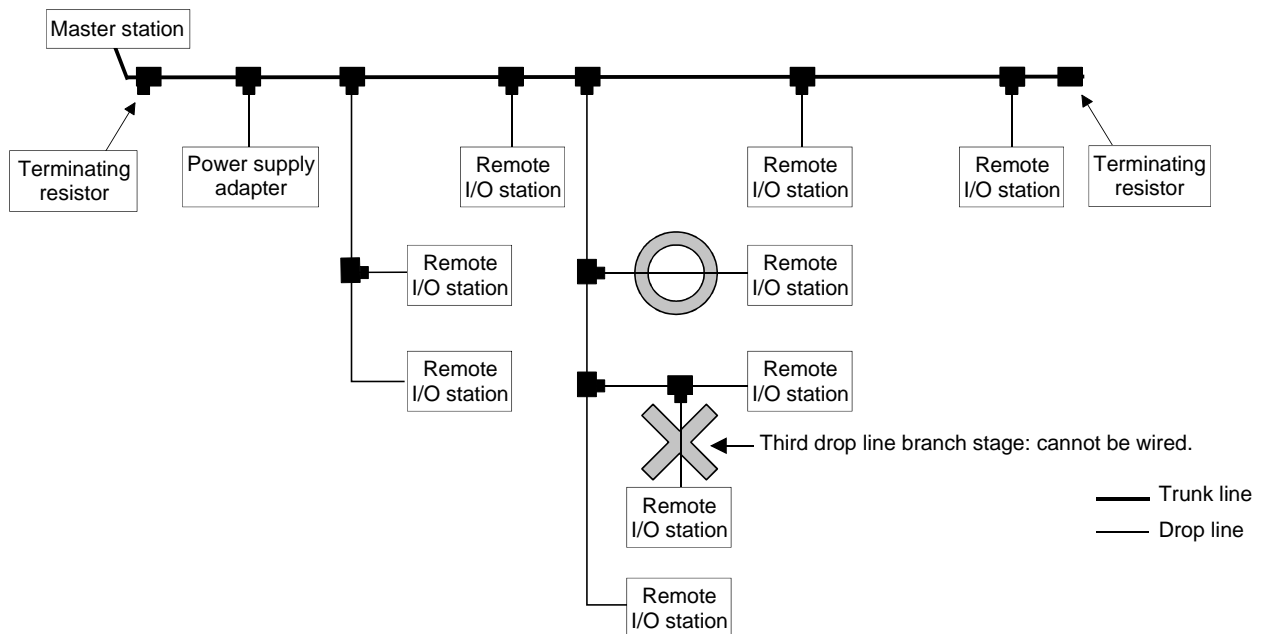 Master station
Terminating
resistor
Power supply
adapter
Remote
I/O station
Remote
I/O station
Remote
I/O station
Terminating
resistor
Remote
I/O station
Remote
I/O station
Remote
I/O station
Remote
I/O station
Third drop line branch stage: cannot be wired.
Remote
I/O station
Trunk line
Drop line
Remote
I/O station